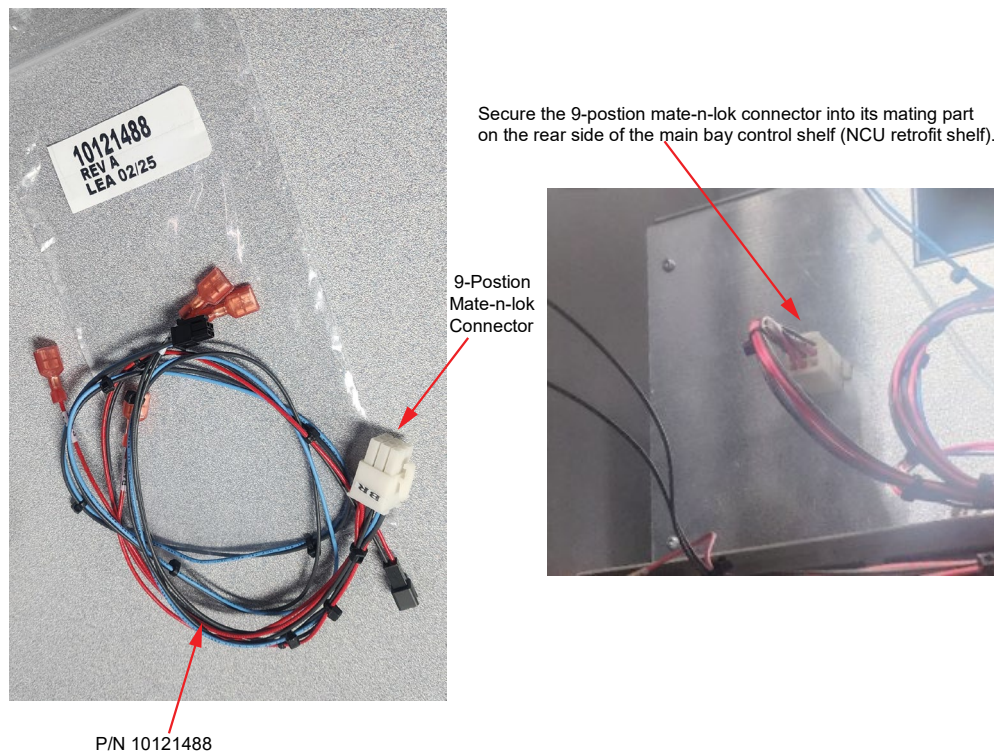 10121488
REV A
LEA 02/25
Secure the 9-postion mate-n-lok connector into its mating part
on the rear side of the main bay control shelf (NCU retrofit shelf).
9-Postion
Mate-n-lok
Connector
BR
P/N 10121488